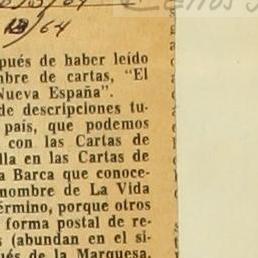 /64
pués de haber leído
mbre de cartas, "El
Nueva España".
de descripciones tu-
país, que podemos
con las Cartas de
lla en las Cartas de
a Barca que conoce-
nombre de La Vida
érmino, porque otros
forma postal de re-
s (abundan en el si-
ués de la Marquesa,